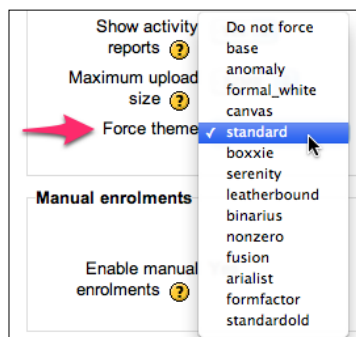 Show activity
reports
Maximum upload
size
Force theme
Do not force
base
anomaly
formal_white
canvas
✓ standard
boxxie
serenity
leatherbound
binarius
nonzero
fusion
arialist
formfactor
standardold
Manual enrolments
Enable manual
enrolments